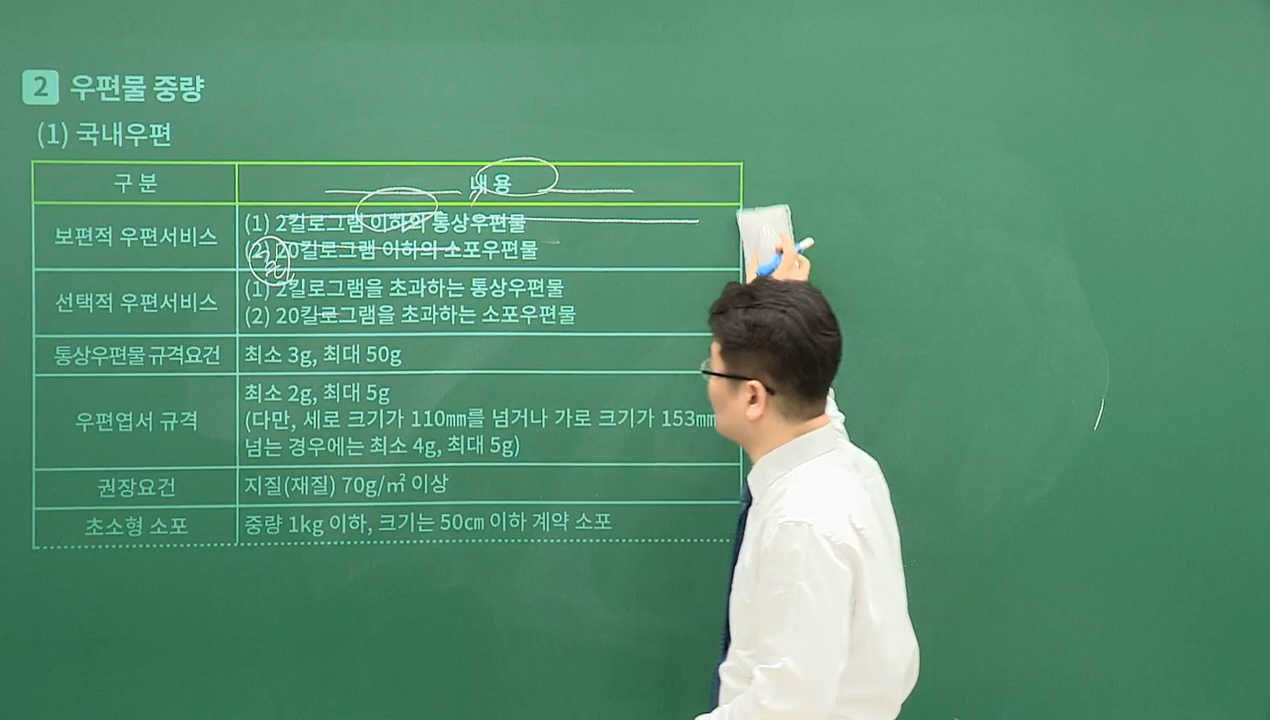 2 우편물 중량
(1) 국내우편
구 분 내 용
보편적 우편서비스 (1) 2킬로그램 이하의 통상우편물
(2) 20킬로그램 이하의 소포우편물
선택적 우편서비스 (1) 2킬로그램을 초과하는 통상우편물
(2) 20킬로그램을 초과하는 소포우편물
통상우편물 규격요건 최소 3g, 최대 50g
우편엽서 규격 최소 2g, 최대 5g
(다만, 세로 크기가 110㎜를 넘거나 가로 크기가 153㎜
넘는 경우에는 최소 4g, 최대 5g)
권장요건 지질(재질) 70g/㎡ 이상
초소형 소포 중량 1kg 이하, 크기는 50㎝ 이하 계약 소포